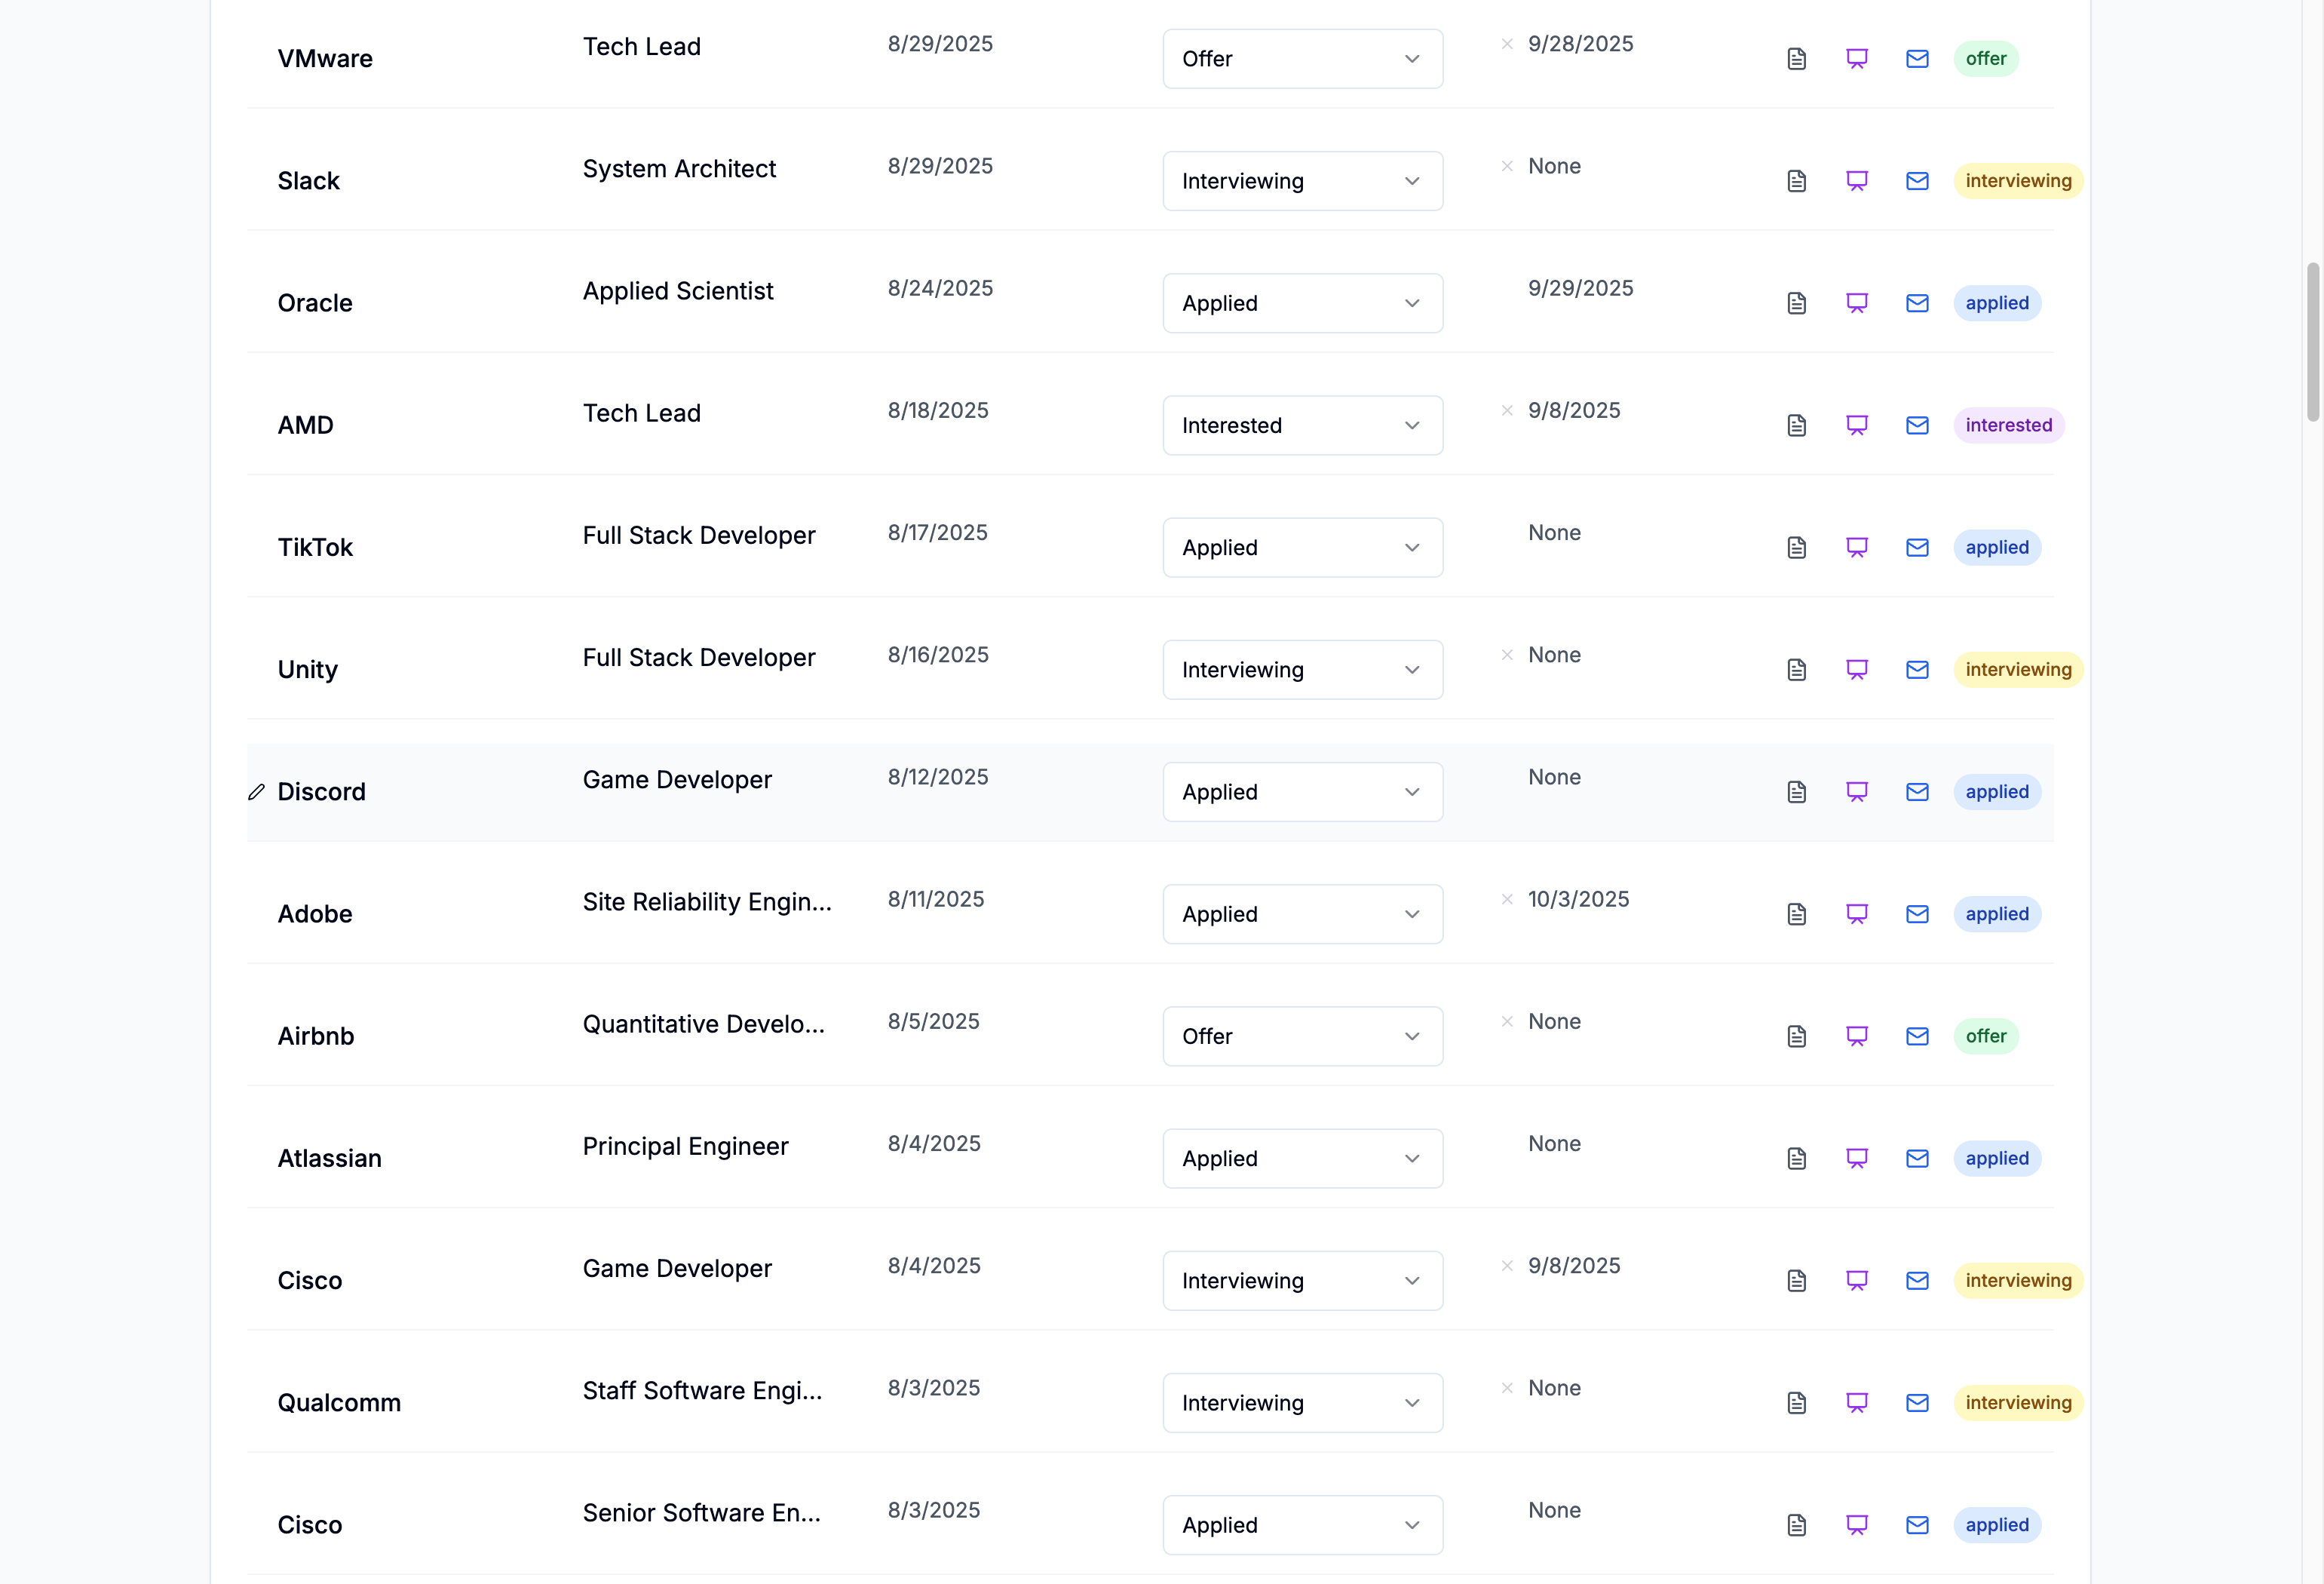 VMware Tech Lead 8/29/2025 Offer 9/28/2025 offer
Slack System Architect 8/29/2025 Interviewing None interviewing
Oracle Applied Scientist 8/24/2025 Applied 9/29/2025 applied
AMD Tech Lead 8/18/2025 Interested 9/8/2025 interested
TikTok Full Stack Developer 8/17/2025 Applied None applied
Unity Full Stack Developer 8/16/2025 Interviewing None interviewing
Discord Game Developer 8/12/2025 Applied None applied
Adobe Site Reliability Engin... 8/11/2025 Applied 10/3/2025 applied
Airbnb Quantitative Develo... 8/5/2025 Offer None offer
Atlassian Principal Engineer 8/4/2025 Applied None applied
Cisco Game Developer 8/4/2025 Interviewing 9/8/2025 interviewing
Qualcomm Staff Software Engi... 8/3/2025 Interviewing None interviewing
Cisco Senior Software En... 8/3/2025 Applied None applied